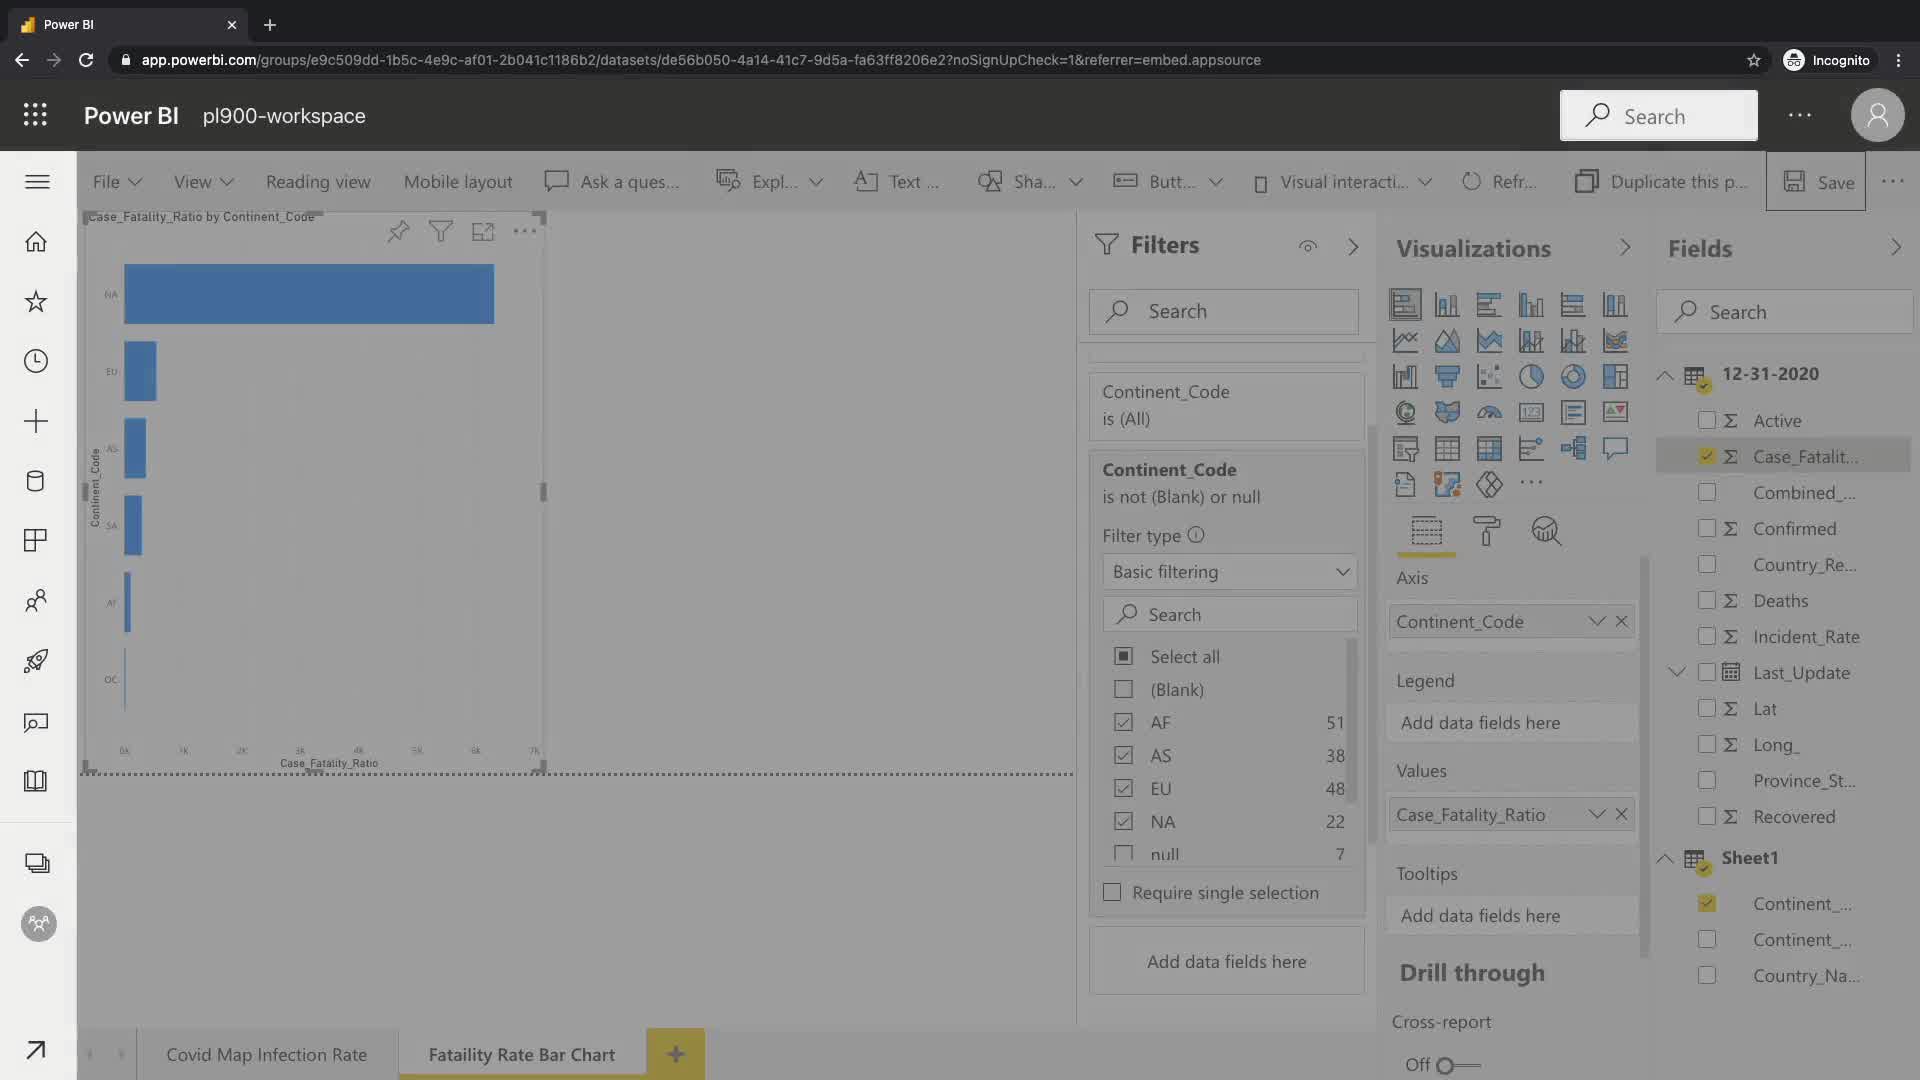 Power BI
app.powerbi.com/groups/e9c509dd-1b5c-4e9c-af01-2b041c1186b2/datasets/de56b050-4a14-41c7-9d5a-fa63ff8206e2?noSignUpCheck=1&referrer=embed.appsource
Incognito
Power BI pl900-workspace
Search
File View Reading view Mobile layout Ask a ques... Expl... Text ... Sha... Butt... Visual interacti... Refr... Duplicate this p... Save
Case_Fatality_Ratio by Continent_Code
NA
EU
AS
SA
AF
OC
Continent_Code
0K 1K 2K 3K 4K 5K 6K 7K
Case_Fatality_Ratio
Filters
Search
Continent_Code
is (All)
Continent_Code
is not (Blank) or null
Filter type
Basic filtering
Search
Select all
(Blank)
AF 51
AS 38
EU 48
NA 22
null 7
Require single selection
Add data fields here
Visualizations
123
Axis
Continent_Code
Legend
Add data fields here
Values
Case_Fatality_Ratio
Tooltips
Add data fields here
Drill through
Cross-report
Off
Fields
Search
12-31-2020
Active
Case_Fatalit...
Combined_...
Confirmed
Country_Re...
Deaths
Incident_Rate
Last_Update
Lat
Long_
Province_St...
Recovered
Sheet1
Continent_...
Continent_...
Country_Na...
Covid Map Infection Rate
Fataility Rate Bar Chart